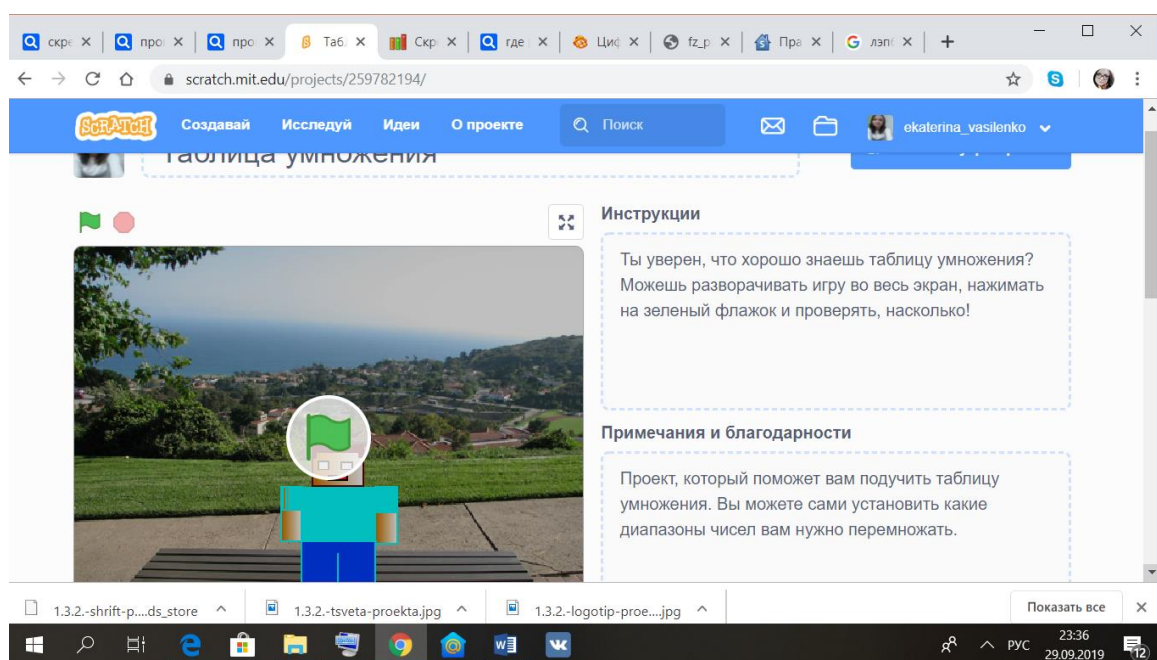 скре
про
про
Таб.
Скр
где
Циф
fz_p
Пра
лэпб
scratch.mit.edu/projects/259782194/
SCRATCH Создавай Исследуй Идеи О проекте Поиск ekaterina_vasilenko
Таблица умножения
Инструкции
Ты уверен, что хорошо знаешь таблицу умножения?
Можешь разворачивать игру во весь экран, нажимать
на зеленый флажок и проверять, насколько!
Примечания и благодарности
Проект, который поможет вам подучить таблицу
умножения. Вы можете сами установить какие
диапазоны чисел вам нужно перемножать.
1.3.2.-shrift-p....ds_store 1.3.2.-tsveta-proekta.jpg 1.3.2.-logotip-proe....jpg Показать все
РУС
23:36
29.09.2019
12